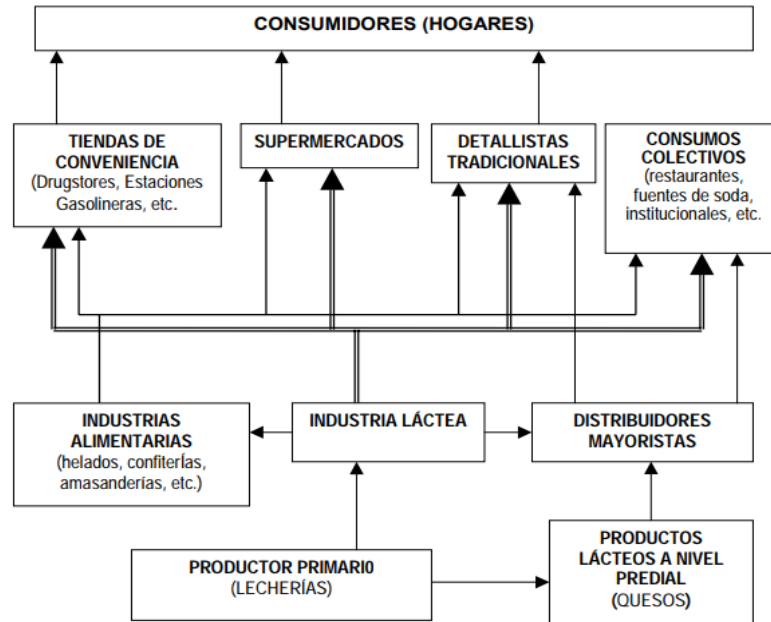 CONSUMIDORES (HOGARES)
TIENDAS DE
CONVENIENCIA
(Drugstores, Estaciones
Gasolineras, etc.
SUPERMERCADOS
DETALLISTAS
TRADICIONALES
CONSUMOS
COLECTIVOS
(restaurantes,
fuentes de soda,
institucionales, etc.
INDUSTRIAS
ALIMENTARIAS
(helados, confiterías,
amasanderías, etc.)
INDUSTRIA LÁCTEA
DISTRIBUIDORES
MAYORISTAS
PRODUCTOR PRIMARI0
(LECHERÍAS)
PRODUCTOS
LÁCTEOS A NIVEL
PREDIAL
(QUESOS)